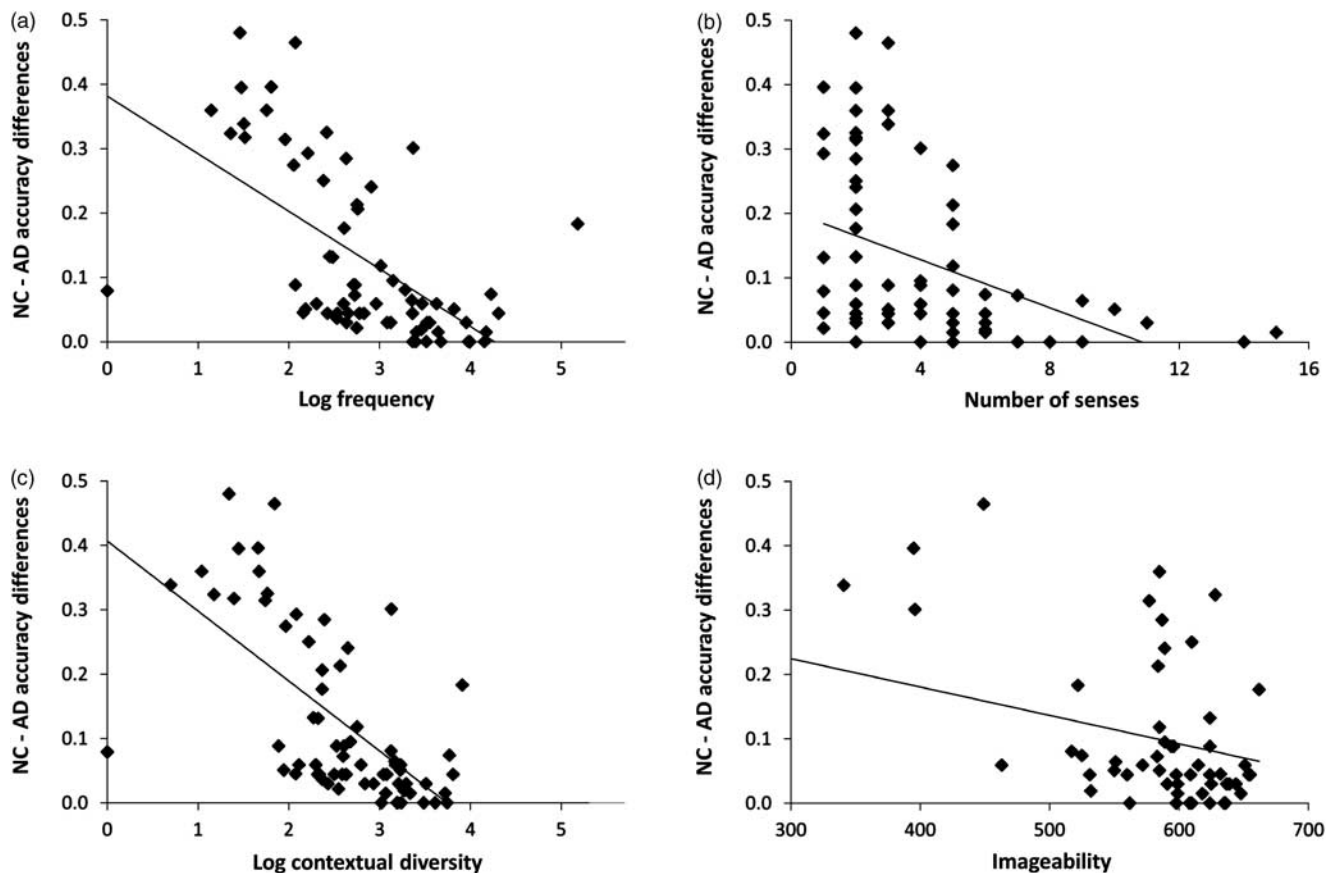 (a)
NC - AD accuracy differences
0.5
0.4
0.3
0.2
0.1
0.0
0 1 2 3 4 5
Log frequency
(b)
NC - AD accuracy differences
0.5
0.4
0.3
0.2
0.1
0.0
0 4 8 12 16
Number of senses
(c)
NC - AD accuracy differences
0.5
0.4
0.3
0.2
0.1
0.0
0 1 2 3 4 5
Log contextual diversity
(d)
NC - AD accuracy differences
0.5
0.4
0.3
0.2
0.1
0.0
300 400 500 600 700
Imageability